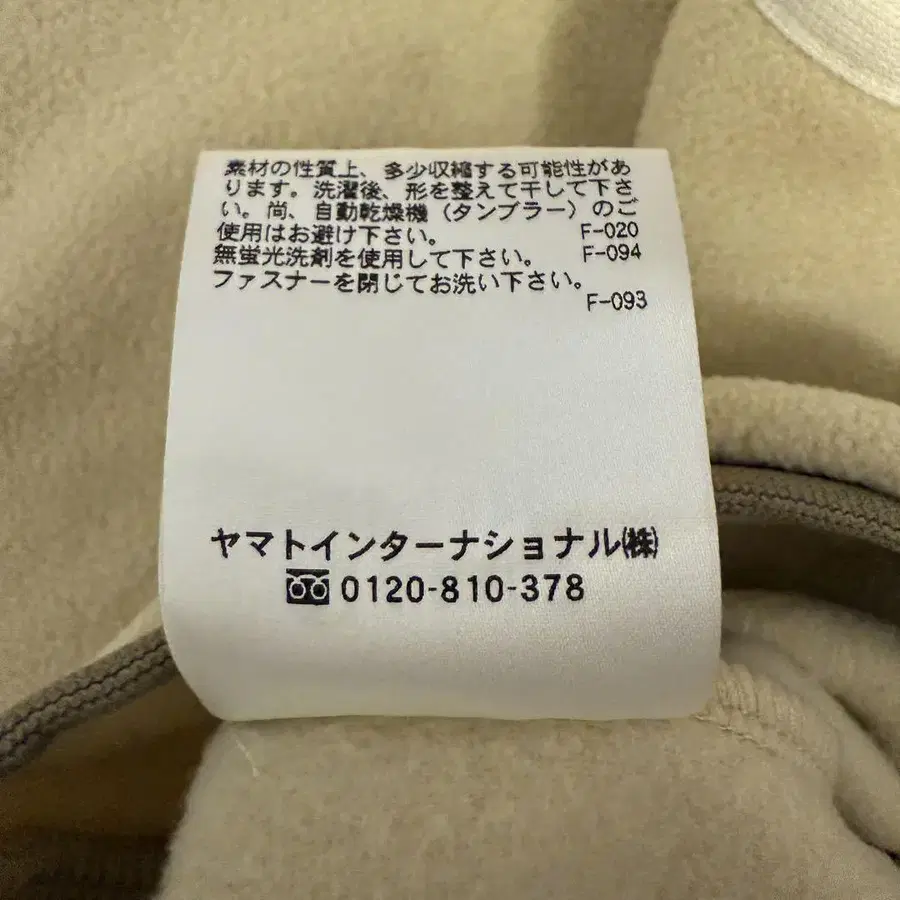 素材の性質上、多少収縮する可能性があ
ります。洗濯後、形を整えて干して下さ
い。尚、自動乾燥機（タンブラー）のご
使用はお避け下さい。 F-020
無蛍光洗剤を使用して下さい。 F-094
ファスナーを閉じてお洗い下さい。
F-093
ヤマトインターナショナル㈱
0120-810-378